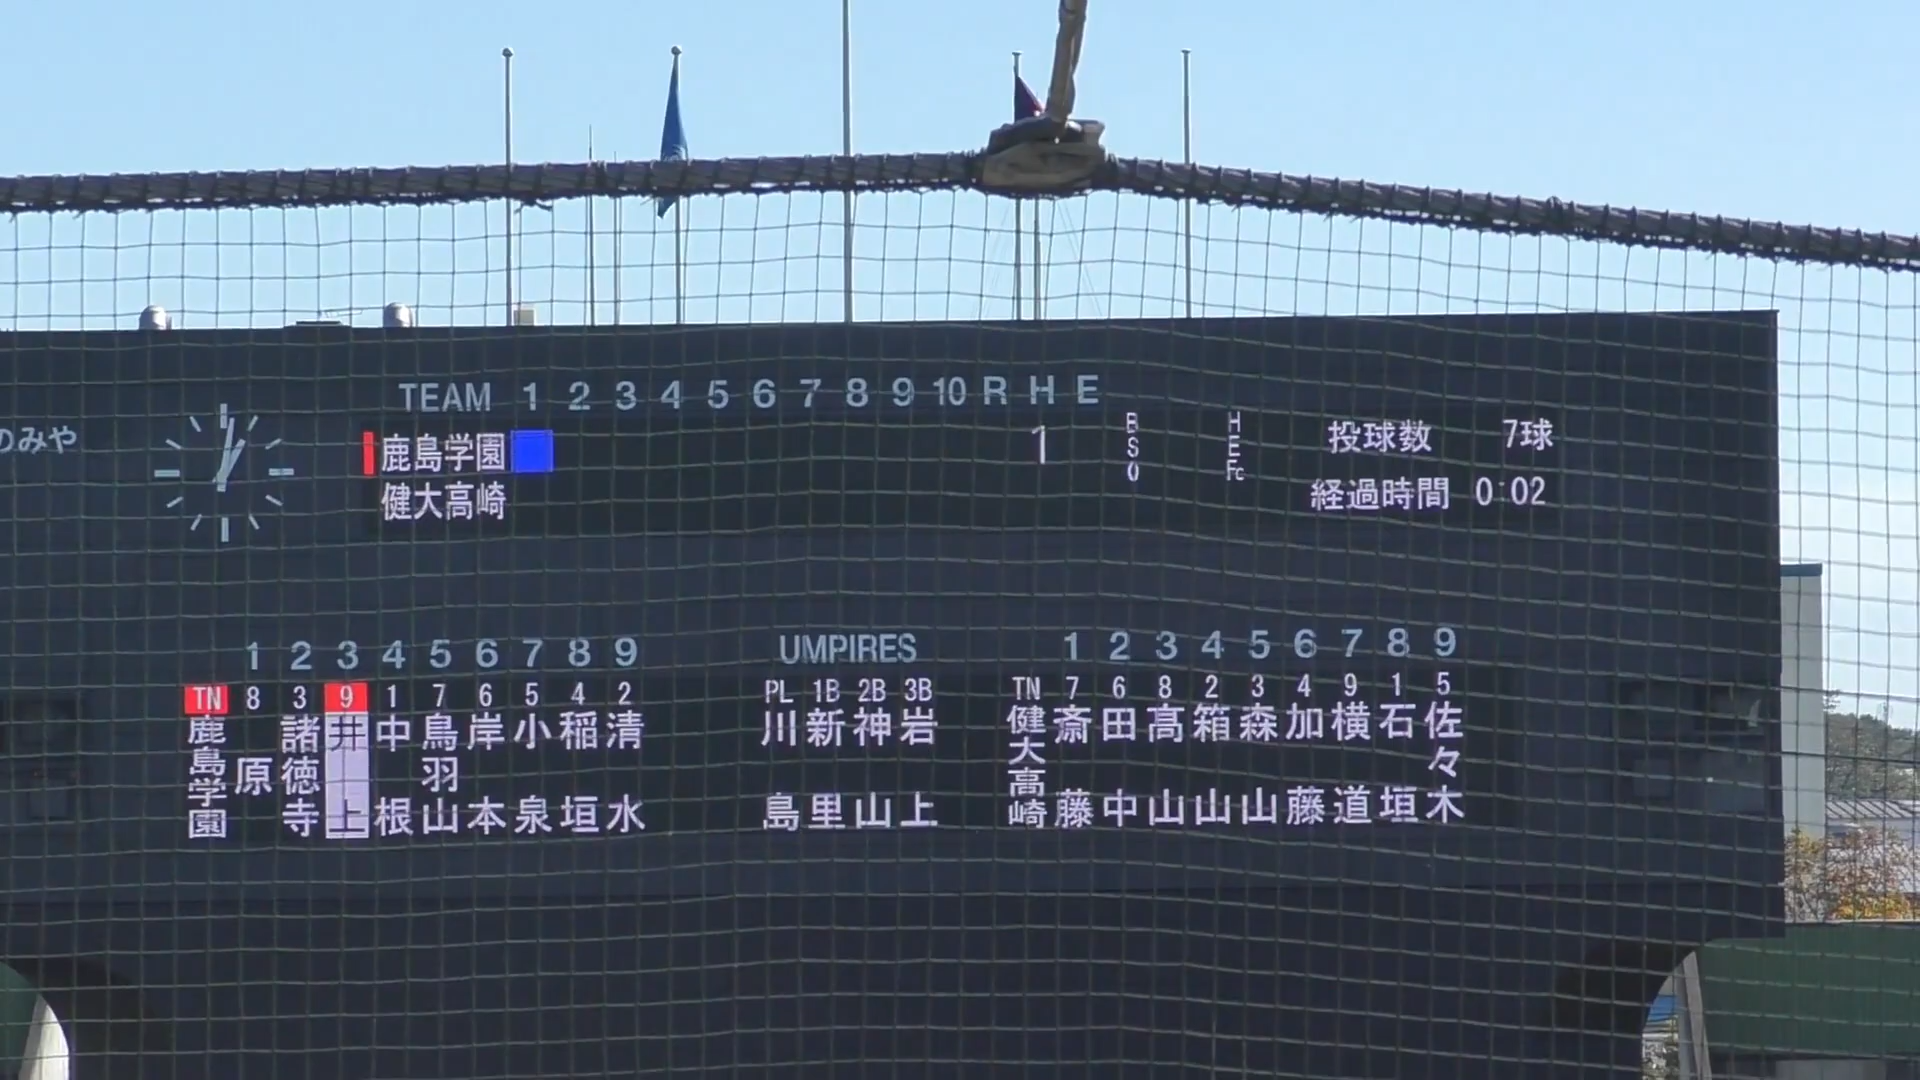 のみや
TEAM 1 2 3 4 5 6 7 8 9 10 R H E
鹿島学園 1
健大高崎
B
S
O
H
E
Fc
投球数 7球
経過時間 0:02
1 2 3 4 5 6 7 8 9
TN 8 3 9 1 7 6 5 4 2
鹿島学園
原
諸徳寺
井上
中根
鳥羽山
岸本
小泉
稲垣
清水
UMPIRES
PL 1B 2B 3B
川島
新里
神山
岩上
1 2 3 4 5 6 7 8 9
TN 7 6 8 2 3 4 9 1 5
健大高崎
斎藤
田中
髙山
箱山
森山
加藤
横道
石垣
佐々木